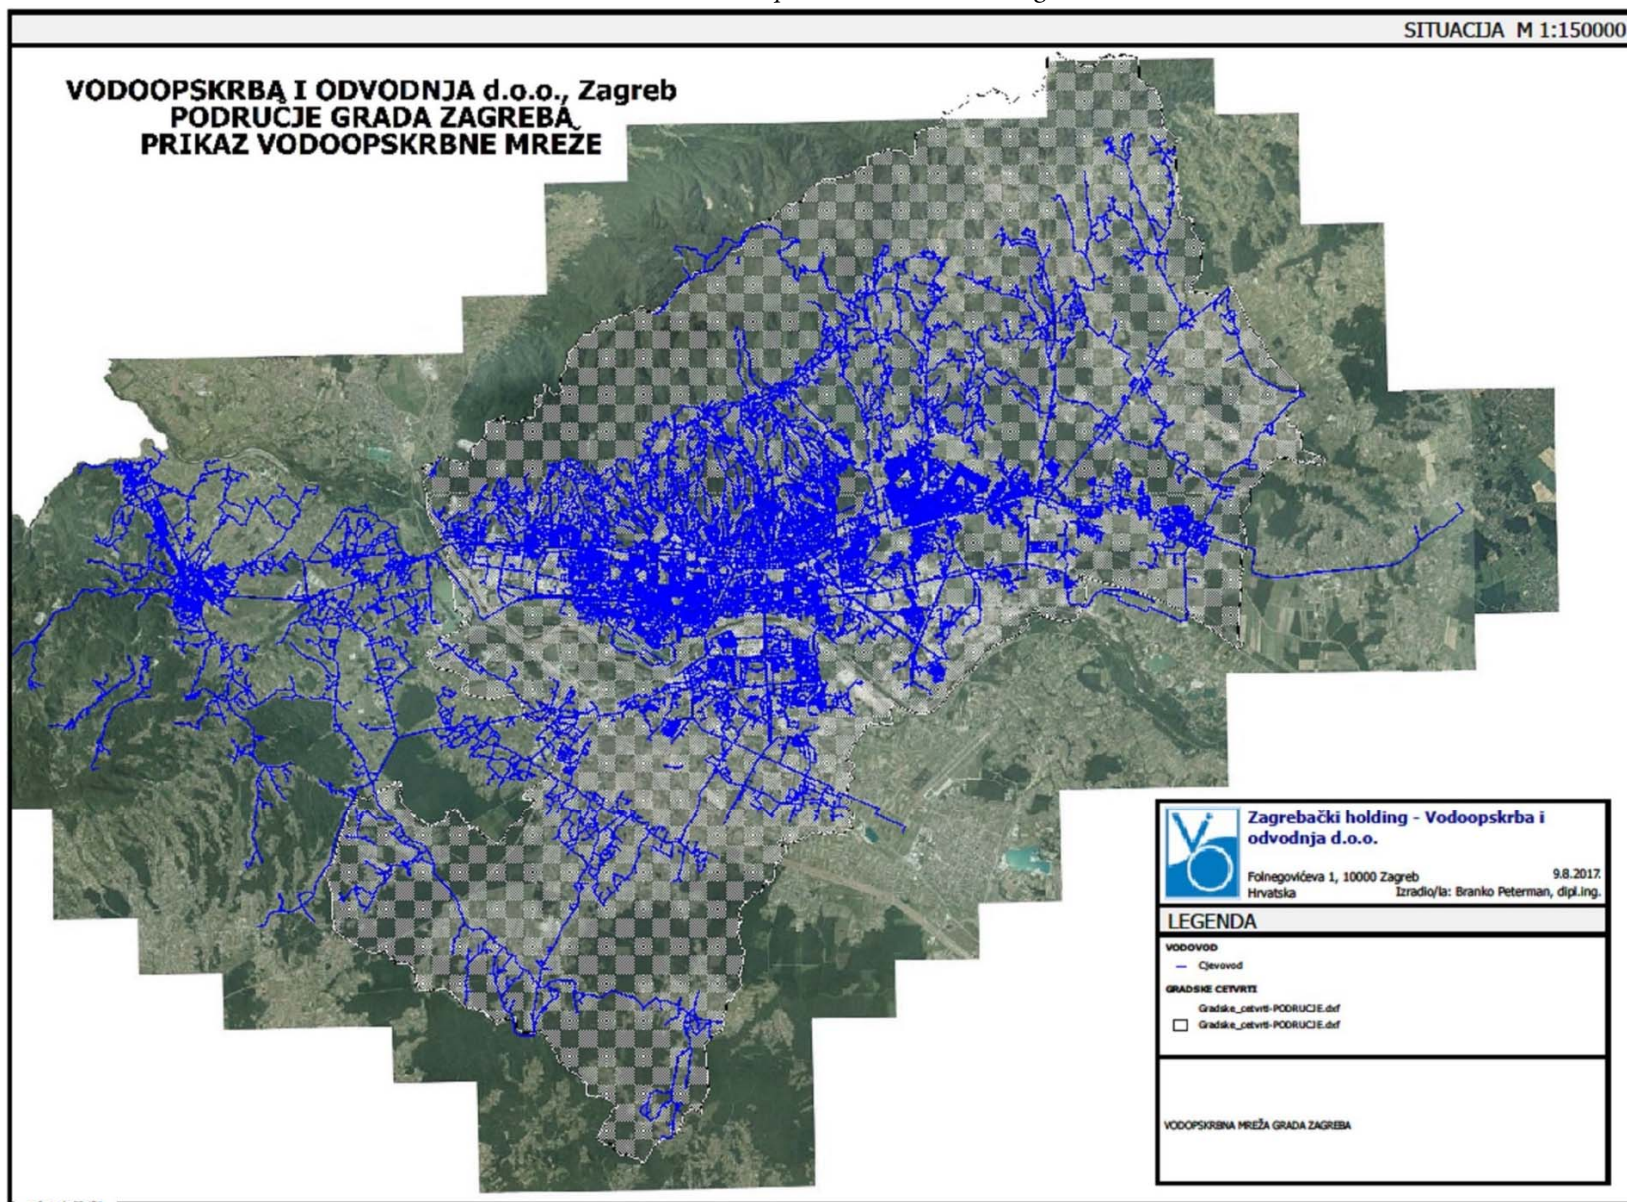 SITUACIJA M 1:150000
VODOOPSKRBA I ODVODNJA d.o.o., Zagreb
PODRUČJE GRADA ZAGREBA
PRIKAZ VODOOPSKRBNE MREŽE
Zagrebački holding - Vodoopskrba i
odvodnja d.o.o.
Folnegovićeva 1, 10000 Zagreb
9.8.2017.
Hrvatska
Izradio/la: Branko Peterman, dipl.ing.
LEGENDA
VODOVOD
Cjevovod
GRADSKE CETVRTI
Gradske_cetvrti-PODRUCJE.dxf
Gradske_cetvrti-PODRUCJE.dxf
VODOPSKRBNA MREŽA GRADA ZAGREBA